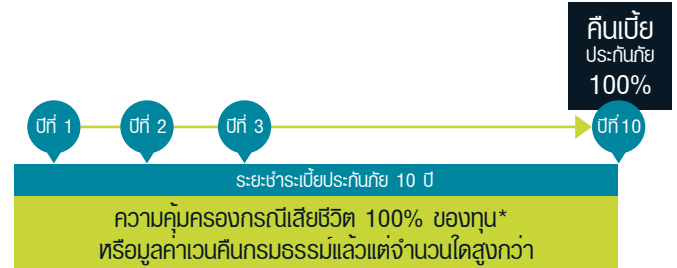 คืนเบี้ย
ประกันภัย
100%
ปีที่ 1
ปีที่ 2
ปีที่ 3
ปีที่ 10
ระยะชำระเบี้ยประกันภัย 10 ปี
ความคุ้มครองกรณีเสียชีวิต 100% ของทุน*
หรือมูลค่าเวนคืนกรมธรรม์แล้วแต่จำนวนใดสูงกว่า